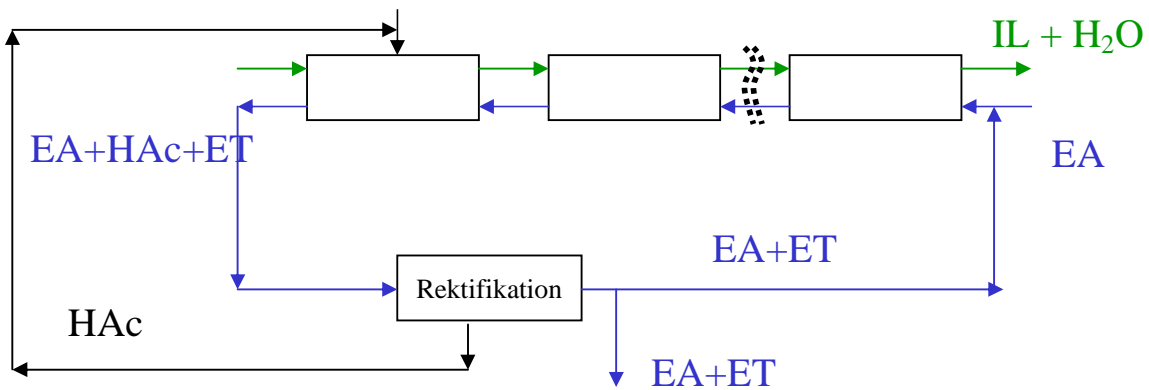 IL + H₂O
EA+HAc+ET
EA
EA+ET
Rektifikation
HAc
EA+ET